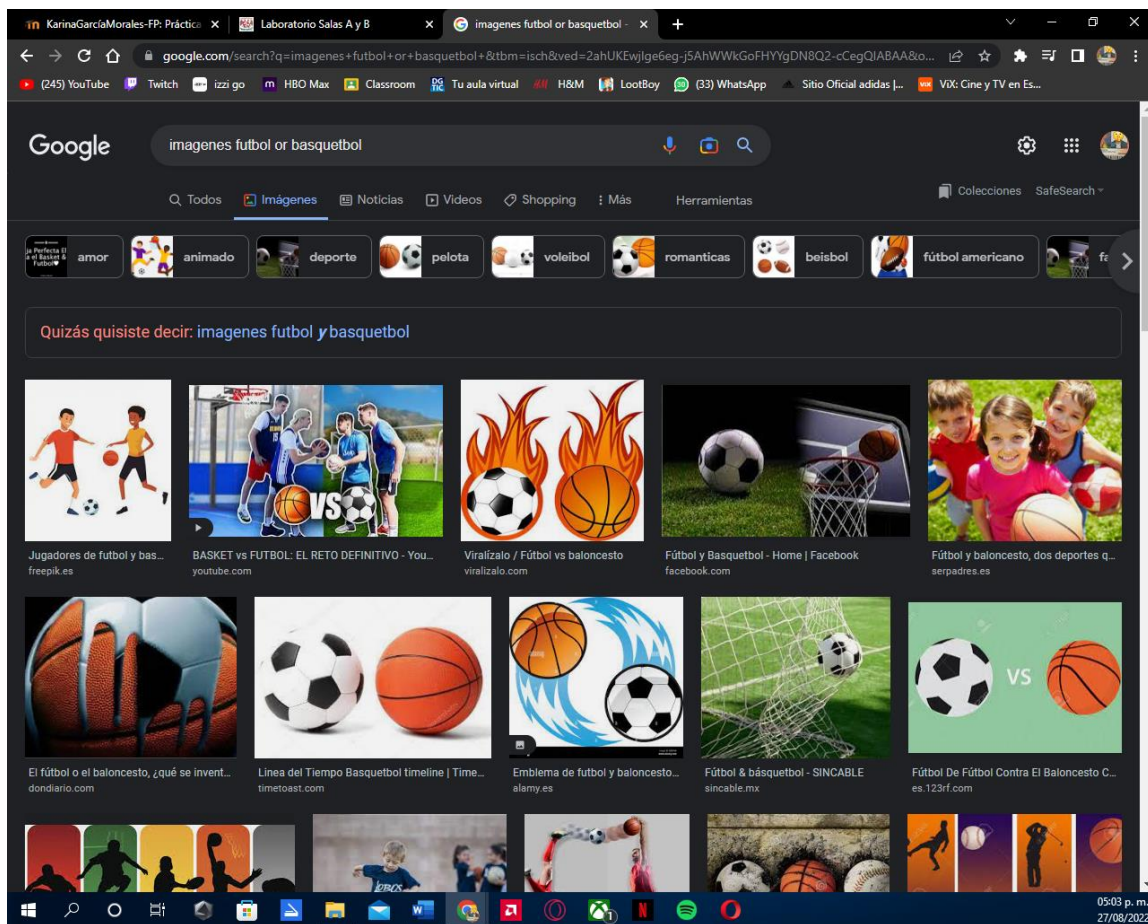 KarinaGarcíaMorales-FP: Práctica
Laboratorio Salas A y B
imagenes futbol or basquetbol -
google.com/search?q=imagenes+futbol+or+basquetbol+&tbm=isch&ved=2ahUKEwjIge6eg-j5AhWWkGoFHYYgDN8Q2-cCegQIABAA&o...
(245) YouTube
Twitch
izzi go
HBO Max
Classroom
Tu aula virtual
H&M
LootBoy
(33) WhatsApp
Sitio Oficial adidas |...
ViX: Cine y TV en Es...
Google
imagenes futbol or basquetbol
Todos
Imágenes
Noticias
Videos
Shopping
Más
Herramientas
Colecciones
SafeSearch
amor
animado
deporte
pelota
voleibol
romanticas
beisbol
fútbol americano
Quizás quisiste decir: imagenes futbol y basquetbol
VS
VS
Jugadores de futbol y bas...
freepik.es
BASKET vs FUTBOL: EL RETO DEFINITIVO - You...
youtube.com
Viralízalo / Fútbol vs baloncesto
viralizalo.com
Fútbol y Basquetbol - Home | Facebook
facebook.com
Fútbol y baloncesto, dos deportes q...
serpadres.es
El fútbol o el baloncesto, ¿qué se invent...
dondiario.com
Linea del Tiempo Basquetbol timeline | Time...
timetoast.com
Emblema de futbol y baloncesto...
alamy.es
Fútbol & básquetbol - SINCABLE
sincable.mx
Fútbol De Fútbol Contra El Baloncesto C...
es.123rf.com
LOBOS
05:03 p. m.
27/08/2022